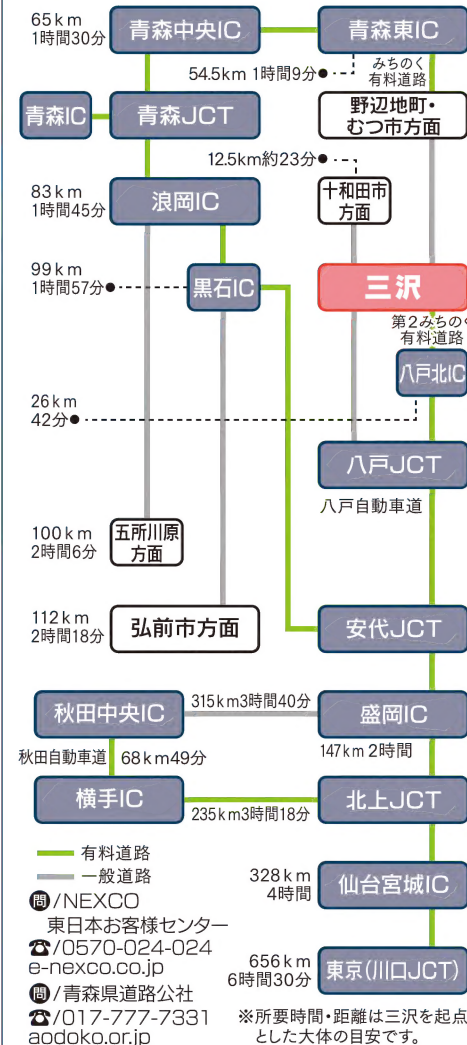 65km
1時間30分
青森中央IC
青森東IC
54.5km 1時間9分●
みちのく
有料道路
青森IC
青森JCT
野辺地町・
むつ市方面
12.5km約23分●
83km
1時間45分
浪岡IC
十和田市
方面
99km
1時間57分●
黒石IC
三沢
第2みちのく
有料道路
八戸北IC
26km
42分●
八戸JCT
八戸自動車道
100km
2時間6分
五所川原
方面
112km
2時間18分
弘前市方面
安代JCT
秋田中央IC
315km3時間40分
盛岡IC
秋田自動車道
68km49分
147km 2時間
横手IC
235km3時間18分
北上JCT
有料道路
一般道路
328km
4時間
仙台宮城IC
問/NEXCO
東日本お客様センター
☎/0570-024-024
e-nexco.co.jp
656km
6時間30分
東京(川口JCT)
問/青森県道路公社
☎/017-777-7331
aodoko.or.jp
※所要時間・距離は三沢を起点
とした大体の目安です。